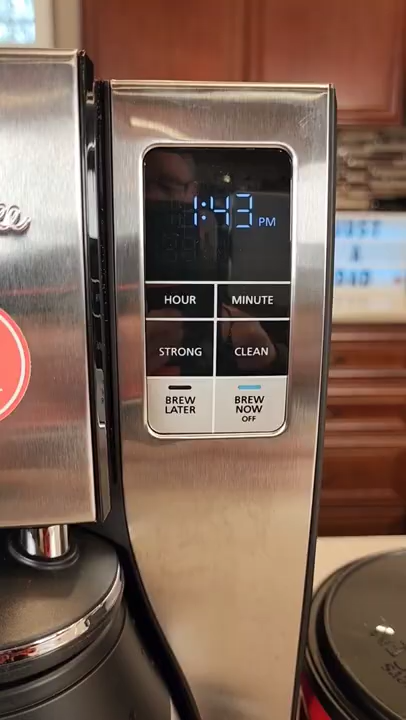 1:43 PM
HOUR MINUTE
STRONG CLEAN
BREW LATER
BREW NOW
OFF